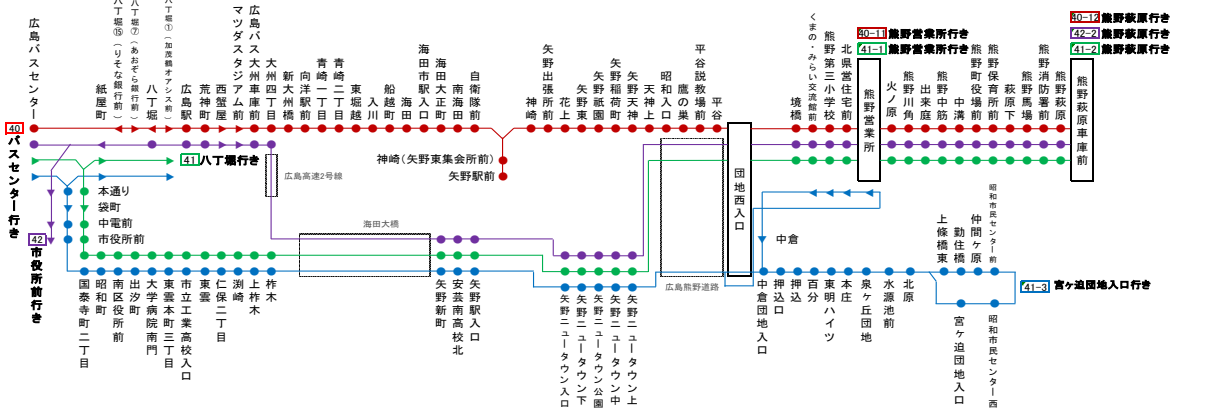 広島バスセンター
紙屋町
八丁堀⑮(りそな銀行前)
八丁堀⑦(あおぞら銀行前)
八丁堀
八丁堀①(加茂鶴オアシス前)
広島駅
荒神町
西蟹屋
マツダスタジアム前
広島バス大州車庫前
大州四丁目
新大州橋
向洋駅前
青崎一丁目
青崎二丁目
東堀越
入川
船越町
海田
海田市駅入口
海田大正町
南海田
自衛隊前
神崎
矢野出張所前
花上
矢野東
矢野祇園
矢野稲荷町
矢野天神
天神上
昭和入口
鷹の巣
平谷説教場前
平谷
団地西入口
境橋
くまの・みらい交流館前
熊野第三小学校
北県営住宅前
熊野営業所
火ノ原
熊野川角
出来庭
熊野中筋
中溝
熊野町役場前
熊野保育所前
萩原下
熊野馬場
熊野消防署前
熊野萩原
熊野萩原車庫前
40-11 熊野営業所行き
41-1 熊野営業所行き
40-12 熊野萩原行き
42-2 熊野萩原行き
41-2 熊野萩原行き
40 バスセンター行き
41 八丁堀行き
42 市役所前行き
神崎(矢野東集会所前)
矢野駅前
広島高速2号線
海田大橋
広島熊野道路
本通り
袋町
中電前
市役所前
国泰寺町二丁目
昭和町
南区役所前
出汐町
大学病院南門
東雲本町三丁目
市立工業高校入口
東雲
仁保二丁目
渕崎
上柞木
柞木
矢野新町
安芸南高校北
矢野駅入口
矢野ニュータウン入口
矢野ニュータウン下
矢野ニュータウン公園
矢野ニュータウン中
矢野ニュータウン上
中倉
中倉団地入口
押込口
押込
百分
東明ハイツ
本庄
泉ヶ丘団地
水源池前
北原
上條橋東
勤住橋
仲間ヶ原
昭和市民センター前
宮ヶ迫団地入口
昭和市民センター西
41-3 宮ヶ迫団地入口行き